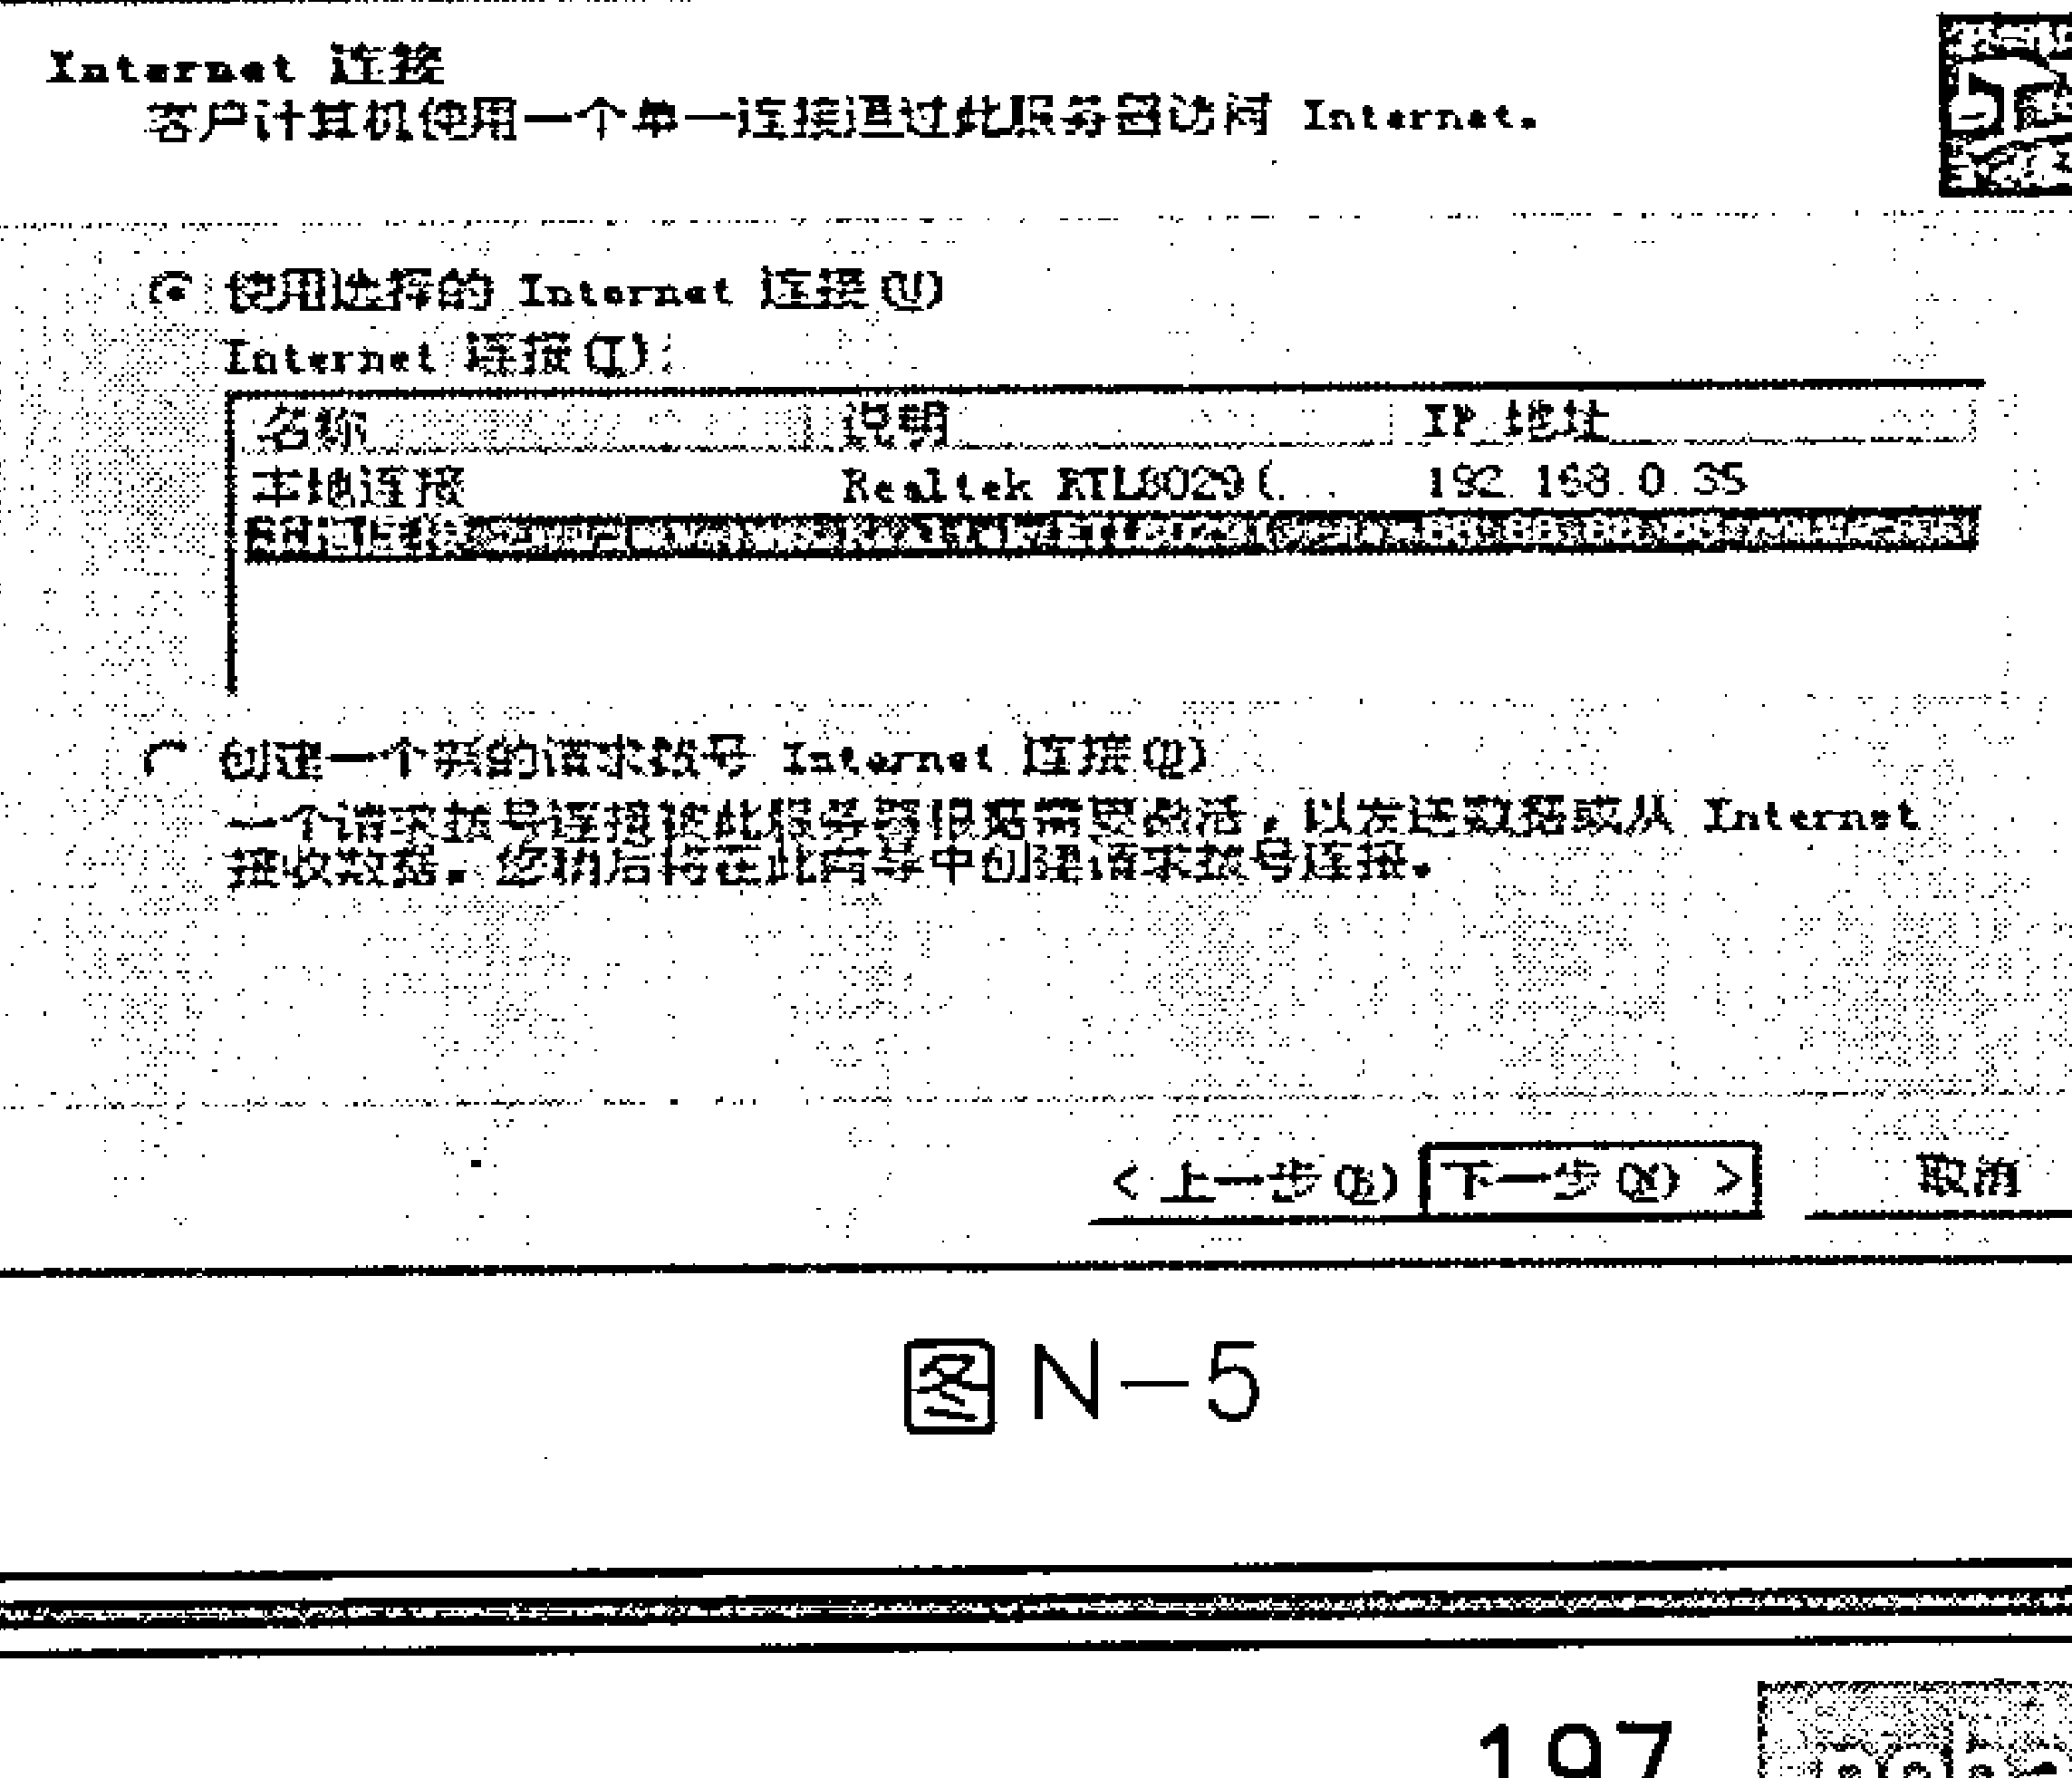 Internet 连接
客户计算机使用一个单一连接通过此服务器访问 Internet。
使用选择的 Internet 连接(U)
Internet 连接(I):
名称 说明 IP 地址
本地连接 Realtek RTL8029(... 192.168.0.35
Realtek RTL8029(
创建一个新的请求拨号 Internet 连接(D)
一个请求拨号连接被此服务器根据需要激活，以发送数据或从 Internet
接收数据。您稍后将在此向导中创建请求拨号连接。
< 上一步(B) 下一步(N) > 取消
图 N-5
197